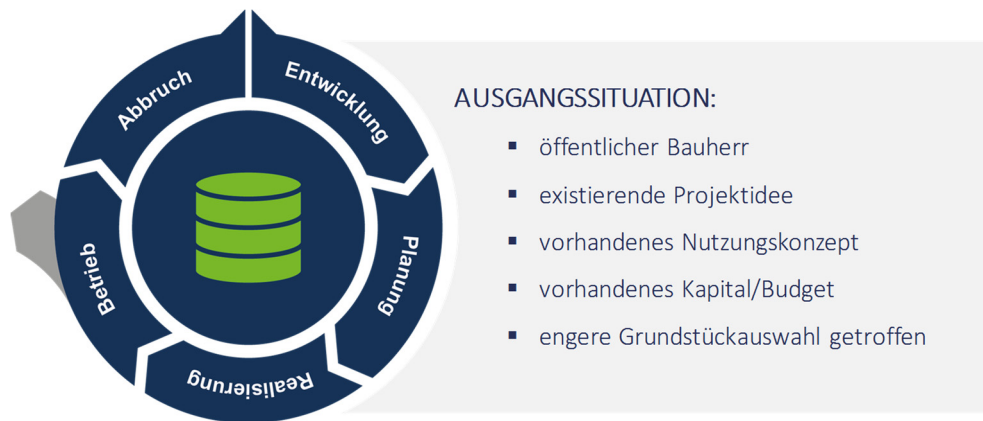 Abbruch
Entwicklung
Planung
Realisierung
Betrieb
AUSGANGSSITUATION:
▪ öffentlicher Bauherr
▪ existierende Projektidee
▪ vorhandenes Nutzungskonzept
▪ vorhandenes Kapital/Budget
▪ engere Grundstückauswahl getroffen